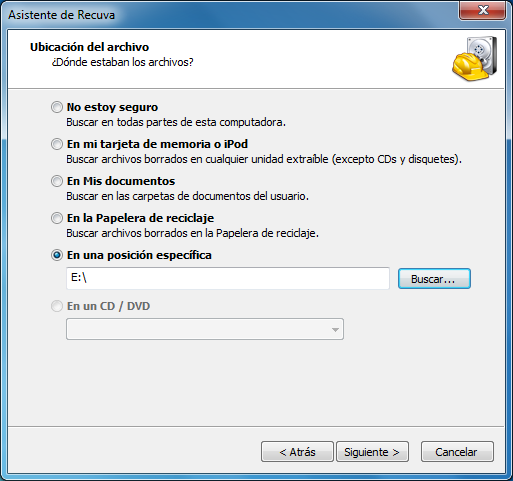 Asistente de Recuva
Ubicación del archivo
¿Dónde estaban los archivos?
No estoy seguro
Buscar en todas partes de esta computadora.
En mi tarjeta de memoria o iPod
Buscar archivos borrados en cualquier unidad extraíble (excepto CDs y disquetes).
En Mis documentos
Buscar en las carpetas de documentos del usuario.
En la Papelera de reciclaje
Buscar archivos borrados en la Papelera de reciclaje.
En una posición específica
E:\
Buscar...
En un CD / DVD
< Atrás
Siguiente >
Cancelar